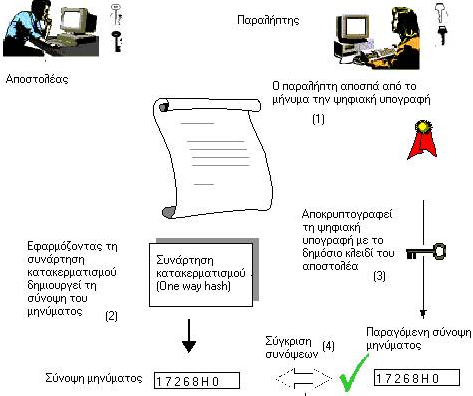 Παραλήπτης
Αποστολέας
Ο παραλήπτη αποσπά από το
μήνυμα την ψηφιακή υπογραφή
(1)
Αποκρυπτογραφεί
τη ψηφιακή
υπογραφή με το
δημόσιο κλειδί του
αποστολέα
(3)
Εφαρμόζοντας τη
συνάρτηση
κατακερματισμού
δημιουργεί τη
σύνοψη του
μηνύματος
(2)
Συνάρτηση
κατακερματισμού
(One way hash)
Παραγόμενη σύνοψη
μηνύματος
Σύγκριση (4)
συνόψεων
Σύνοψη μηνύματος 17268H0
17268H0